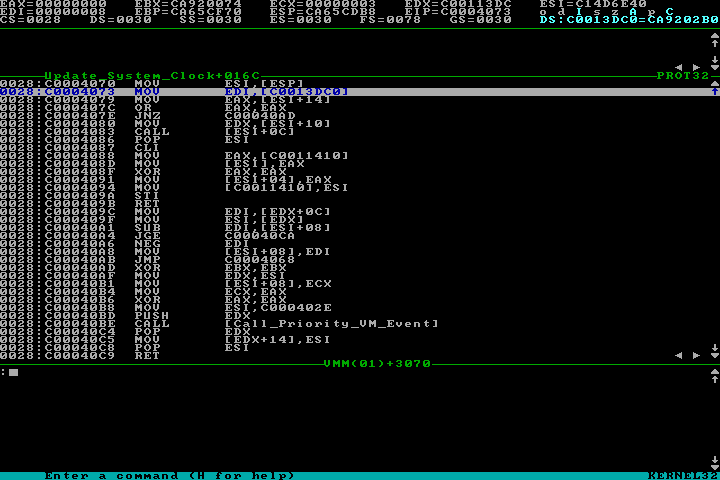 EAX=00000000 EBX=CA920074 ECX=00000003 EDX=C00113DC ESI=C14D6E40
EDI=00000008 EBP=CA65CF70 ESP=CA65CDB8 EIP=C0004073 o d I s z A p C
CS=0028 DS=0030 SS=0030 ES=0030 FS=0078 GS=0030 DS:C0013DC0=CA9202B0
Update_System_Clock+016C PROT32
0028:C0004070 MOV ESI,[ESP]
0028:C0004073 MOV EDI,[C0013DC0]
0028:C0004079 MOV EAX,[ESI+14]
0028:C000407C OR EAX,EAX
0028:C000407E JNZ C00040AD
0028:C0004080 MOV EDX,[ESI+10]
0028:C0004083 CALL [ESI+0C]
0028:C0004086 POP ESI
0028:C0004087 CLI
0028:C0004088 MOV EAX,[C0011410]
0028:C000408D MOV [ESI],EAX
0028:C000408F XOR EAX,EAX
0028:C0004091 MOV [ESI+04],EAX
0028:C0004094 MOV [C0011410],ESI
0028:C000409A STI
0028:C000409B RET
0028:C000409C MOV EDI,[EDX+0C]
0028:C000409F MOV ESI,[EDX]
0028:C00040A1 SUB EDI,[ESI+08]
0028:C00040A4 JGE C00040CA
0028:C00040A6 NEG EDI
0028:C00040A8 MOV [ESI+08],EDI
0028:C00040AB JMP C0004068
0028:C00040AD XOR EBX,EBX
0028:C00040AF MOV EDX,ESI
0028:C00040B1 MOV [ESI+08],ECX
0028:C00040B4 MOV ECX,EAX
0028:C00040B6 XOR EAX,EAX
0028:C00040B8 MOV ESI,C000402E
0028:C00040BD PUSH EDX
0028:C00040BE CALL [Call_Priority_VM_Event]
0028:C00040C4 POP EDX
0028:C00040C5 MOV [EDX+14],ESI
0028:C00040C8 POP ESI
0028:C00040C9 RET
VMM(01)+3070
:
Enter a command (H for help) KERNEL32